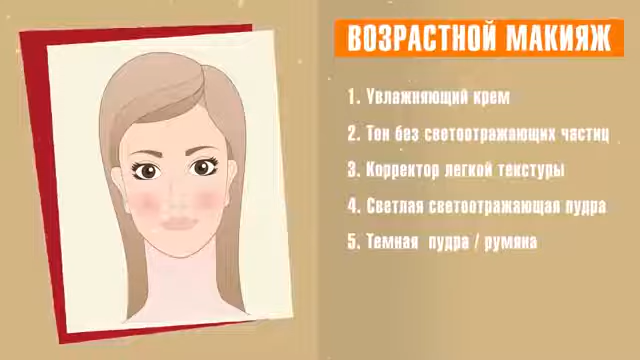 ВОЗРАСТНОЙ МАКИЯЖ
1. Увлажняющий крем
2. Тон без светоотражающих частиц
3. Корректор легкой текстуры
4. Светлая светоотражающая пудра
5. Темная пудра / румяна